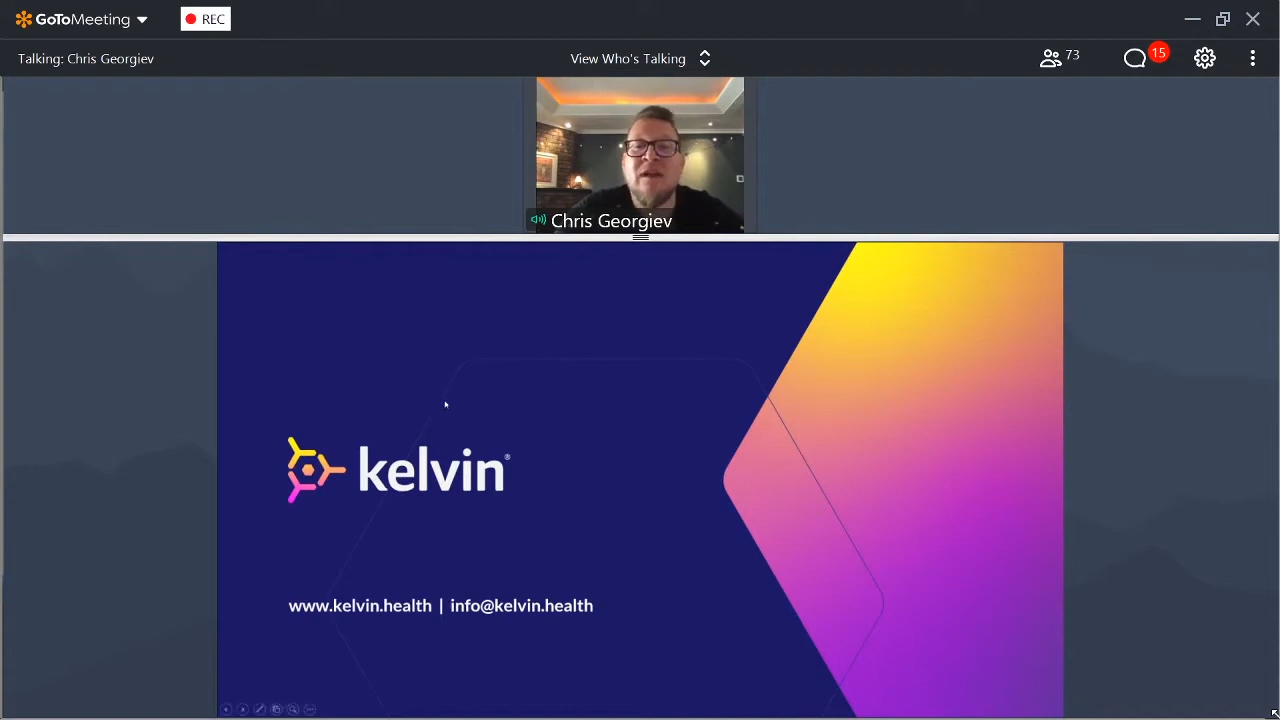 GoToMeeting
REC
Talking: Chris Georgiev
View Who's Talking
73
15
Chris Georgiev
kelvin®
www.kelvin.health | info@kelvin.health